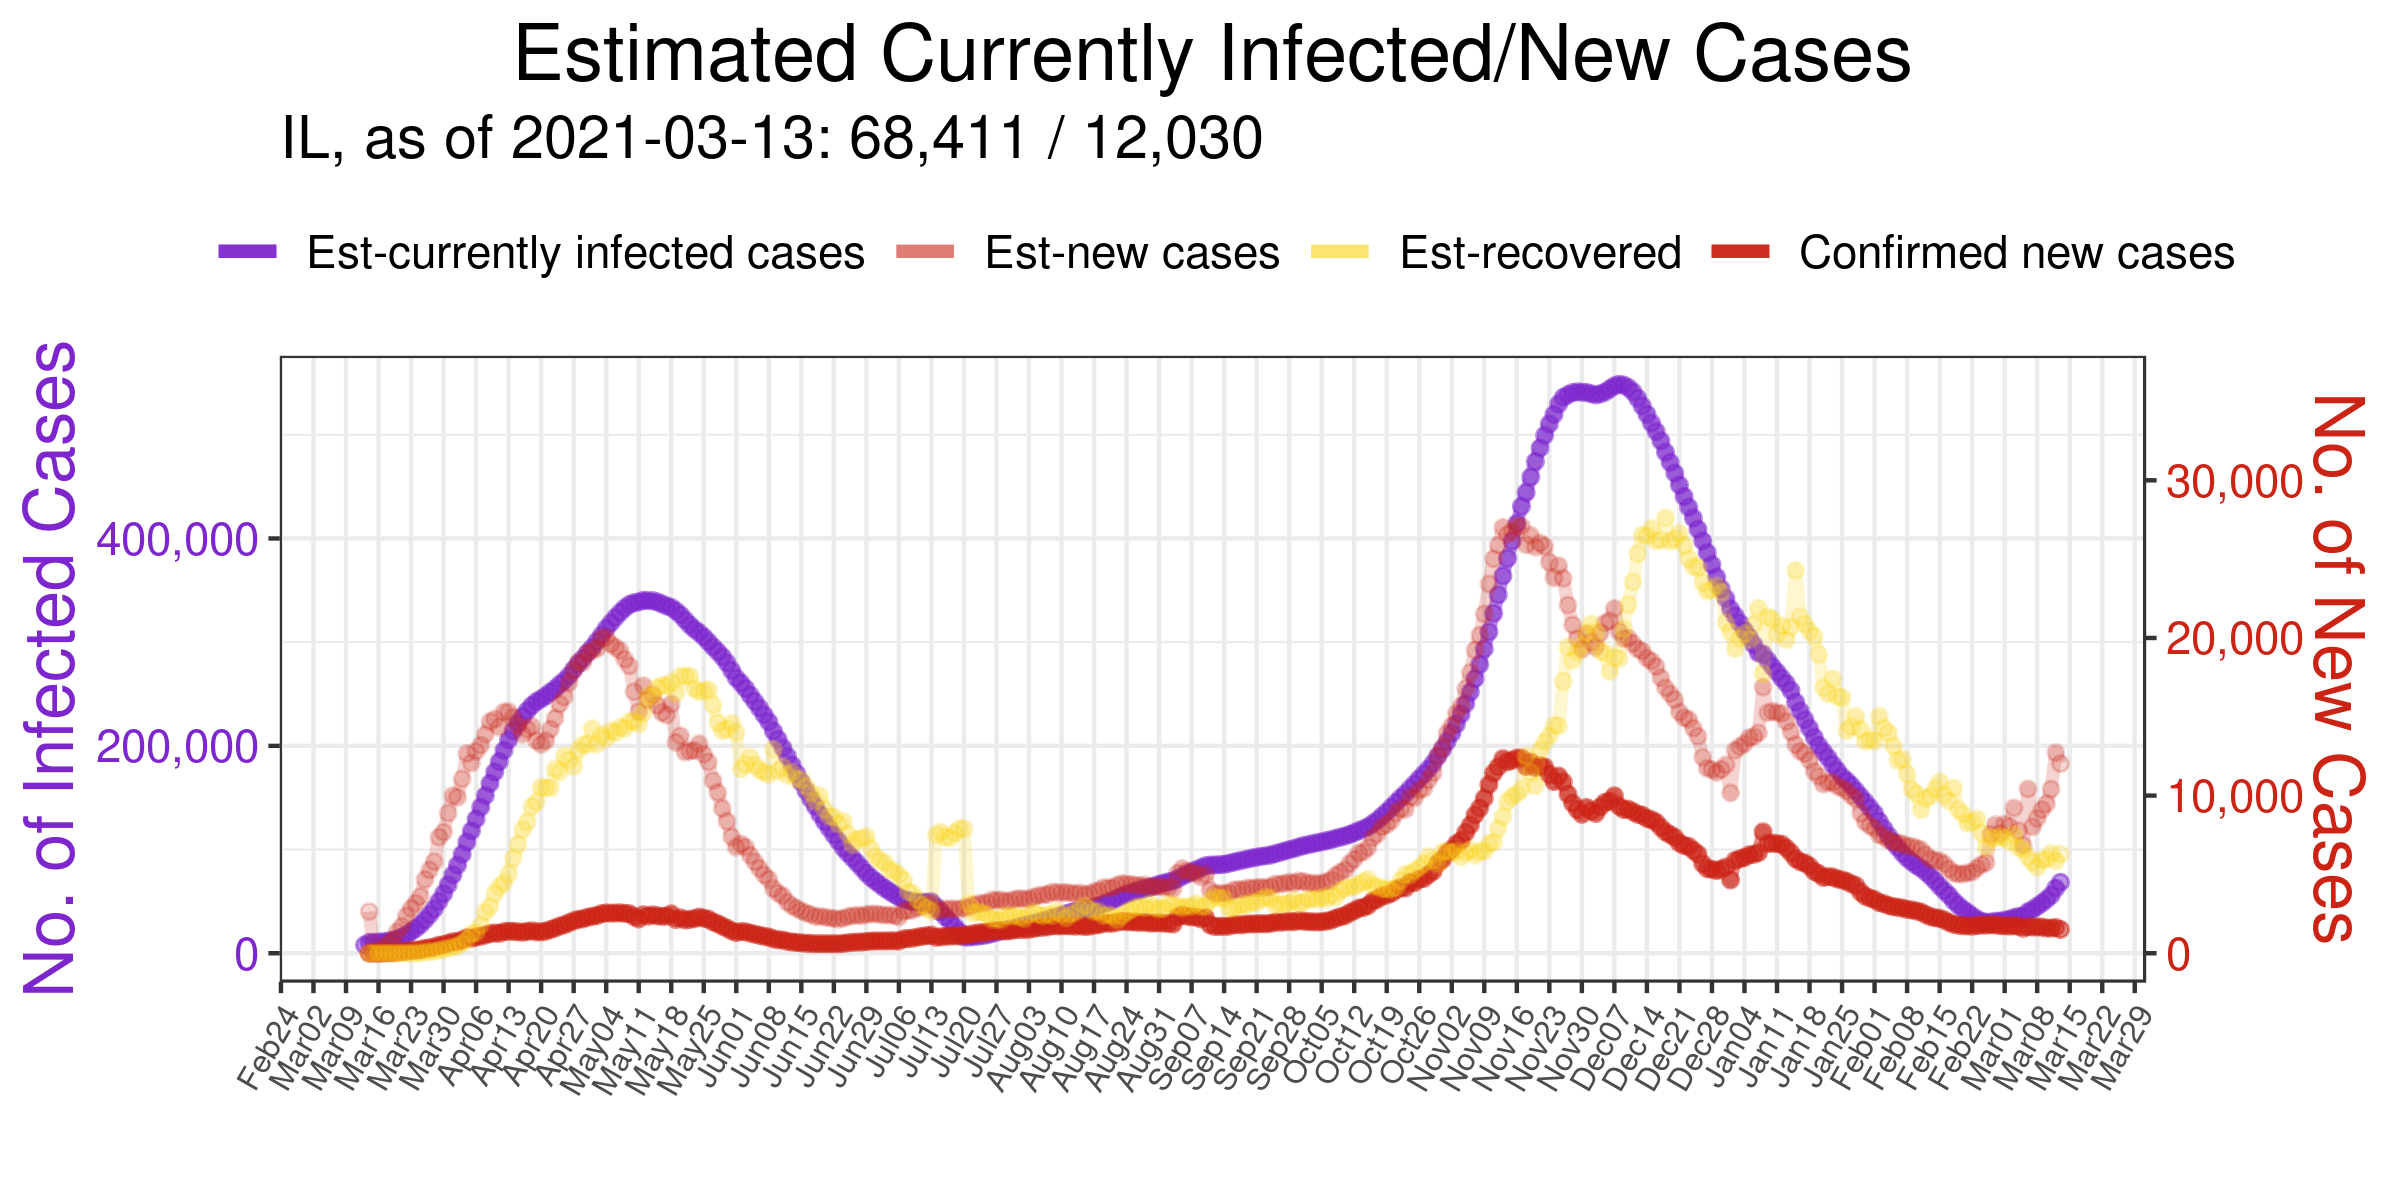 Estimated Currently Infected/New Cases
IL, as of 2021-03-13: 68,411 / 12,030
Est-currently infected cases
Est-new cases
Est-recovered
Confirmed new cases
No. of Infected Cases
400,000
200,000
0
30,000
20,000
10,000
0
No. of New Cases
Feb24
Mar02
Mar09
Mar16
Mar23
Mar30
Apr06
Apr13
Apr20
Apr27
May04
May11
May18
May25
Jun01
Jun08
Jun15
Jun22
Jun29
Jul06
Jul13
Jul20
Jul27
Aug03
Aug10
Aug17
Aug24
Aug31
Sep07
Sep14
Sep21
Sep28
Oct05
Oct12
Oct19
Oct26
Nov02
Nov09
Nov16
Nov23
Nov30
Dec07
Dec14
Dec21
Dec28
Jan04
Jan11
Jan18
Jan25
Feb01
Feb08
Feb15
Feb22
Mar01
Mar08
Mar15
Mar22
Mar29